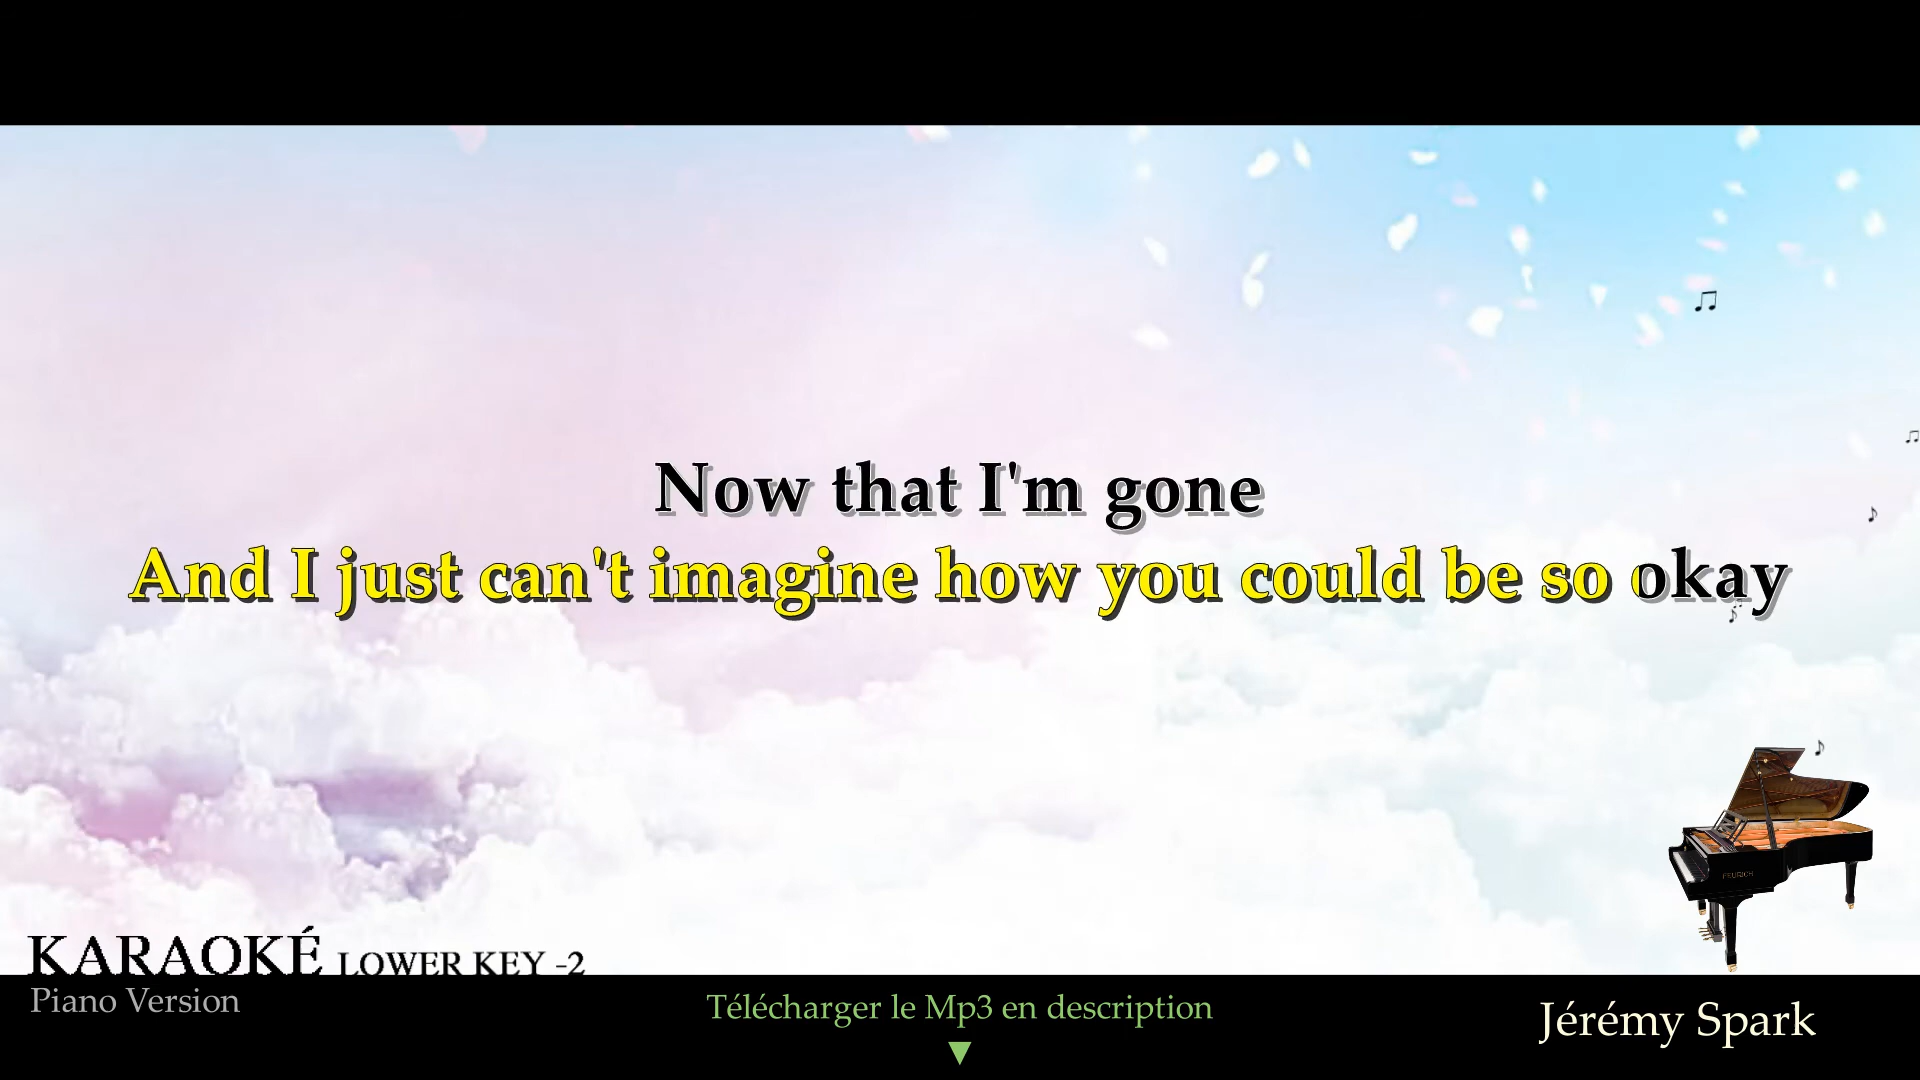 Now that I'm gone
And I just can't imagine how you could be so okay
FEURICH
KARAOKÉ LOWER KEY -2
Piano Version
Télécharger le Mp3 en description
Jérémy Spark